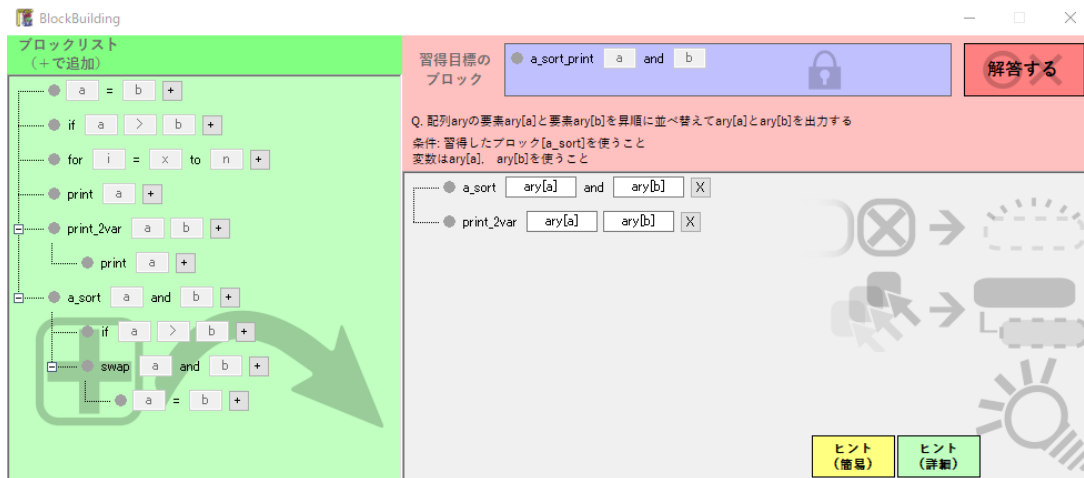 BlockBuilding
ブロックリスト
（＋で追加）
a = b +
if a > b +
for i = x to n +
print a +
print_2var a b +
print a +
a_sort a and b +
if a > b +
swap a and b +
a = b +
習得目標の
ブロック
a_sort_print a and b
解答する
Q. 配列aryの要素ary[a]と要素ary[b]を昇順に並べ替えてary[a]とary[b]を出力する
条件: 習得したブロック[a_sort]を使うこと
変数はary[a], ary[b]を使うこと
a_sort ary[a] and ary[b] X
print_2var ary[a] ary[b] X
ヒント
（簡易）
ヒント
（詳細）